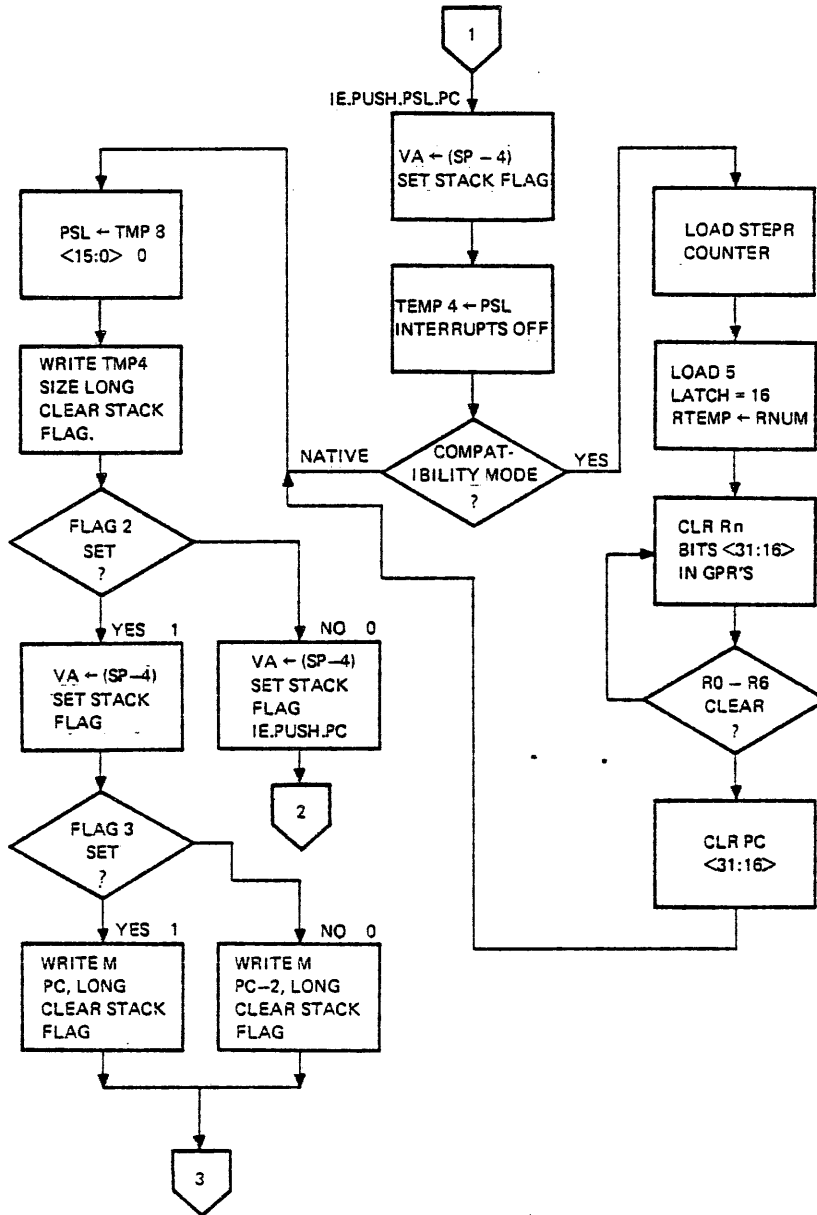 1
IE.PUSH.PSL.PC
VA ← (SP – 4)
SET STACK FLAG
TEMP 4 ← PSL
INTERRUPTS OFF
COMPAT-
IBILITY MODE
?
NATIVE
YES
PSL ← TMP 3
<15:0> 0
WRITE TMP4
SIZE LONG
CLEAR STACK
FLAG.
FLAG 2
SET
?
YES 1
NO 0
VA ← (SP–4)
SET STACK
FLAG
VA ← (SP–4)
SET STACK
FLAG
IE.PUSH.PC
2
FLAG 3
SET
?
YES 1
NO 0
WRITE M
PC, LONG
CLEAR STACK
FLAG
WRITE M
PC–2, LONG
CLEAR STACK
FLAG
3
LOAD STEPR
COUNTER
LOAD 5
LATCH = 16
RTEMP ← RNUM
CLR Rn
BITS <31:16>
IN GPR'S
R0 – R6
CLEAR
?
CLR PC
<31:16>